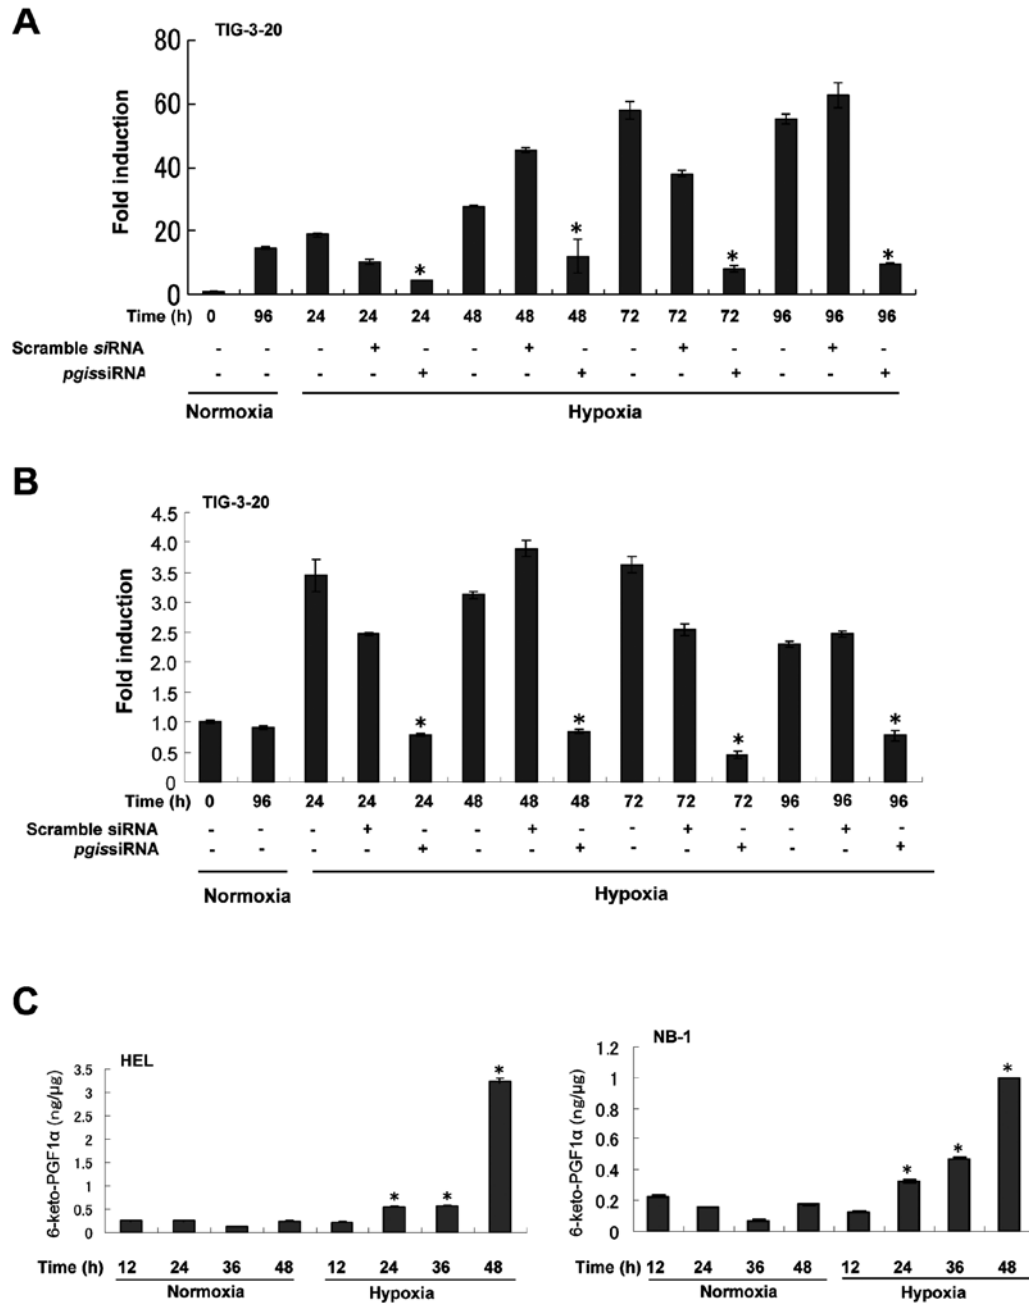 A
TIG-3-20
Fold induction
80
60
40
20
0
Time (h) 0 96 24 24 24 48 48 48 72 72 72 96 96 96
Scramble siRNA - - - + - - + - - + - - + -
pgissiRNA - - - - + - - + - - + - - +
* * * *
Normoxia Hypoxia
B
TIG-3-20
Fold induction
4.5
4.0
3.5
3.0
2.5
2.0
1.5
1.0
0.5
0
* * * *
Time (h) 0 96 24 24 24 48 48 48 72 72 72 96 96 96
Scramble siRNA - - - + - - + - - + - - + -
pgissiRNA - - - - + - - + - - + - - +
Normoxia Hypoxia
C
HEL
6-keto-PGF1α (ng/μg)
3.5
3
2.5
2
1.5
1
0.5
0
* * *
Time (h) 12 24 36 48 12 24 36 48
Normoxia Hypoxia
NB-1
6-keto-PGF1α (ng/μg)
1.2
1
0.8
0.6
0.4
0.2
0
* * *
Time (h) 12 24 36 48 12 24 36 48
Normoxia Hypoxia